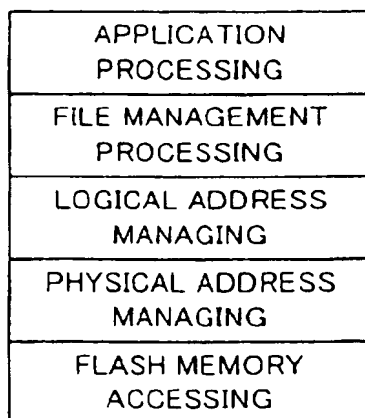 APPLICATION
PROCESSING
FILE MANAGEMENT
PROCESSING
LOGICAL ADDRESS
MANAGING
PHYSICAL ADDRESS
MANAGING
FLASH MEMORY
ACCESSING